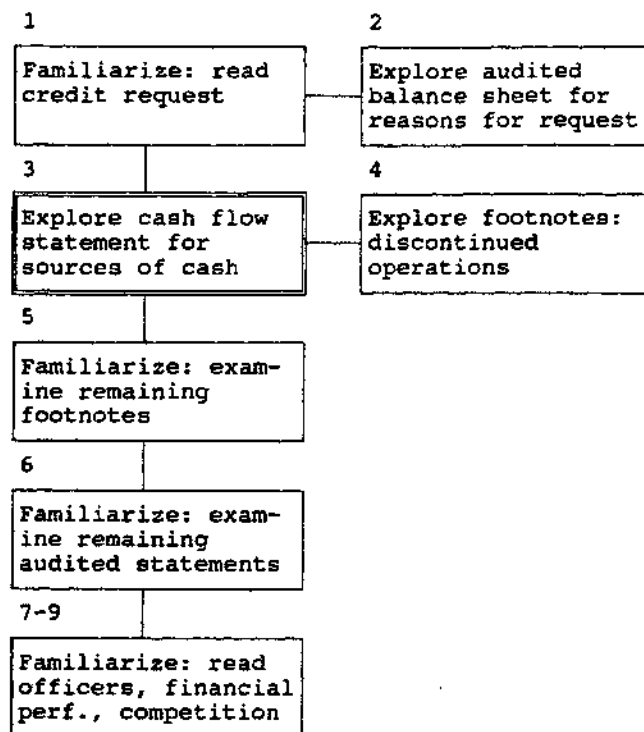 1
Familiarize: read
credit request
2
Explore audited
balance sheet for
reasons for request
3
Explore cash flow
statement for
sources of cash
4
Explore footnotes:
discontinued
operations
5
Familiarize: exam-
ine remaining
footnotes
6
Familiarize: exam-
ine remaining
audited statements
7-9
Familiarize: read
officers, financial
perf., competition